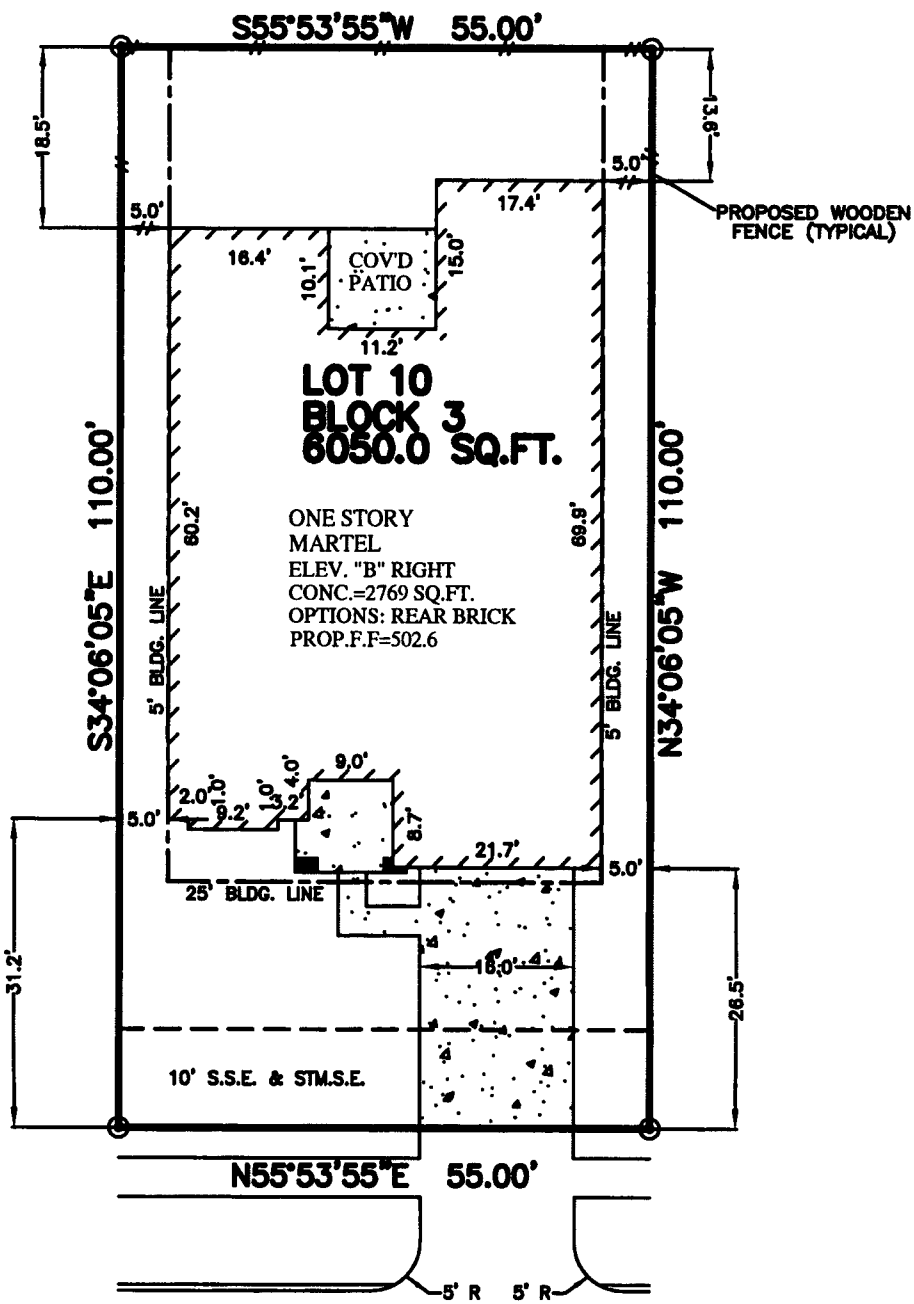 S55°53'55"W 55.00'
18.5'
13.6'
5.0'
5.0'
17.4'
PROPOSED WOODEN
FENCE (TYPICAL)
16.4'
10.1'
COV'D
PATIO
15.0'
11.2'
LOT 10
BLOCK 3
6050.0 SQ.FT.
S34°06'05"E 110.00'
N34°06'05"W 110.00'
60.2'
69.9'
ONE STORY
MARTEL
ELEV. "B" RIGHT
CONC.=2769 SQ.FT.
OPTIONS: REAR BRICK
PROP.F.F=502.6
5' BLDG. LINE
5' BLDG. LINE
2.0'
1.0'
9.2'
1.0'
3.2'
4.0'
9.0'
5.0'
8.7'
21.7'
5.0'
25' BLDG. LINE
31.2'
16.0'
26.5'
10' S.S.E. & STM.S.E.
N55°53'55"E 55.00'
5' R
5' R